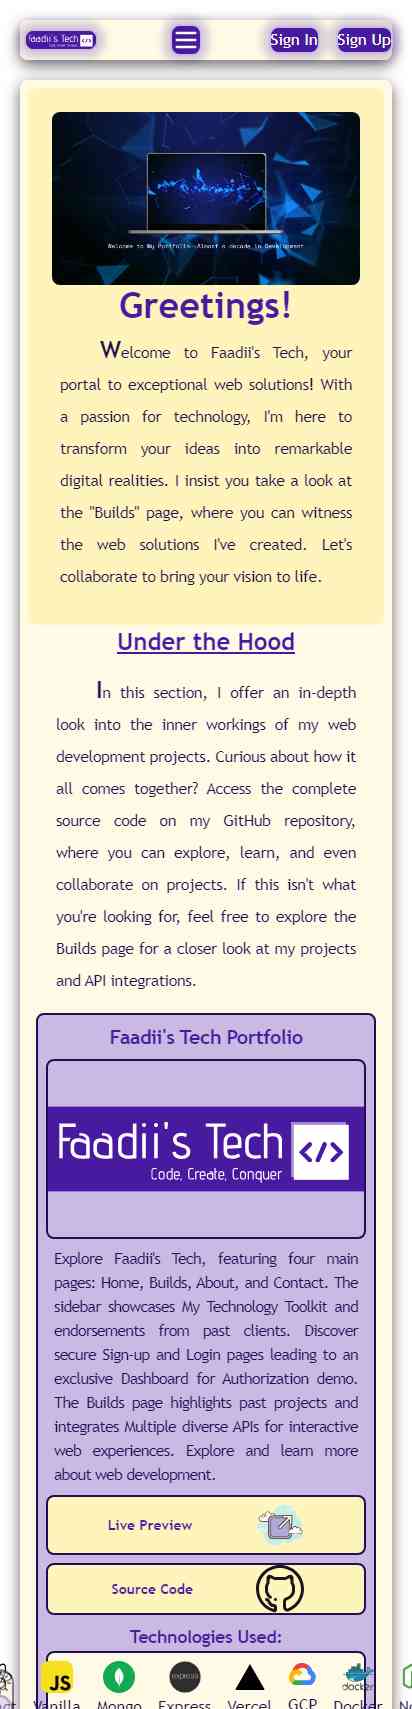 Faadii's Tech </>
Sign In
Sign Up
Welcome to My Portfolio--Almost a decade in Development
Greetings!
Welcome to Faadii's Tech, your
portal to exceptional web solutions! With
a passion for technology, I'm here to
transform your ideas into remarkable
digital realities. I insist you take a look at
the "Builds" page, where you can witness
the web solutions I've created. Let's
collaborate to bring your vision to life.
Under the Hood
In this section, I offer an in-depth
look into the inner workings of my web
development projects. Curious about how it
all comes together? Access the complete
source code on my GitHub repository,
where you can explore, learn, and even
collaborate on projects. If this isn't what
you're looking for, feel free to explore the
Builds page for a closer look at my projects
and API integrations.
Faadii's Tech Portfolio
Faadii's Tech </>
Code, Create, Conquer
Explore Faadii's Tech, featuring four main
pages: Home, Builds, About, and Contact. The
sidebar showcases My Technology Toolkit and
endorsements from past clients. Discover
secure Sign-up and Login pages leading to an
exclusive Dashboard for Authorization demo.
The Builds page highlights past projects and
integrates Multiple diverse APIs for interactive
web experiences. Explore and learn more
about web development.
Live Preview
Source Code
Technologies Used:
JS express docker
Vanilla Mongo Express Vercel GCP Docker